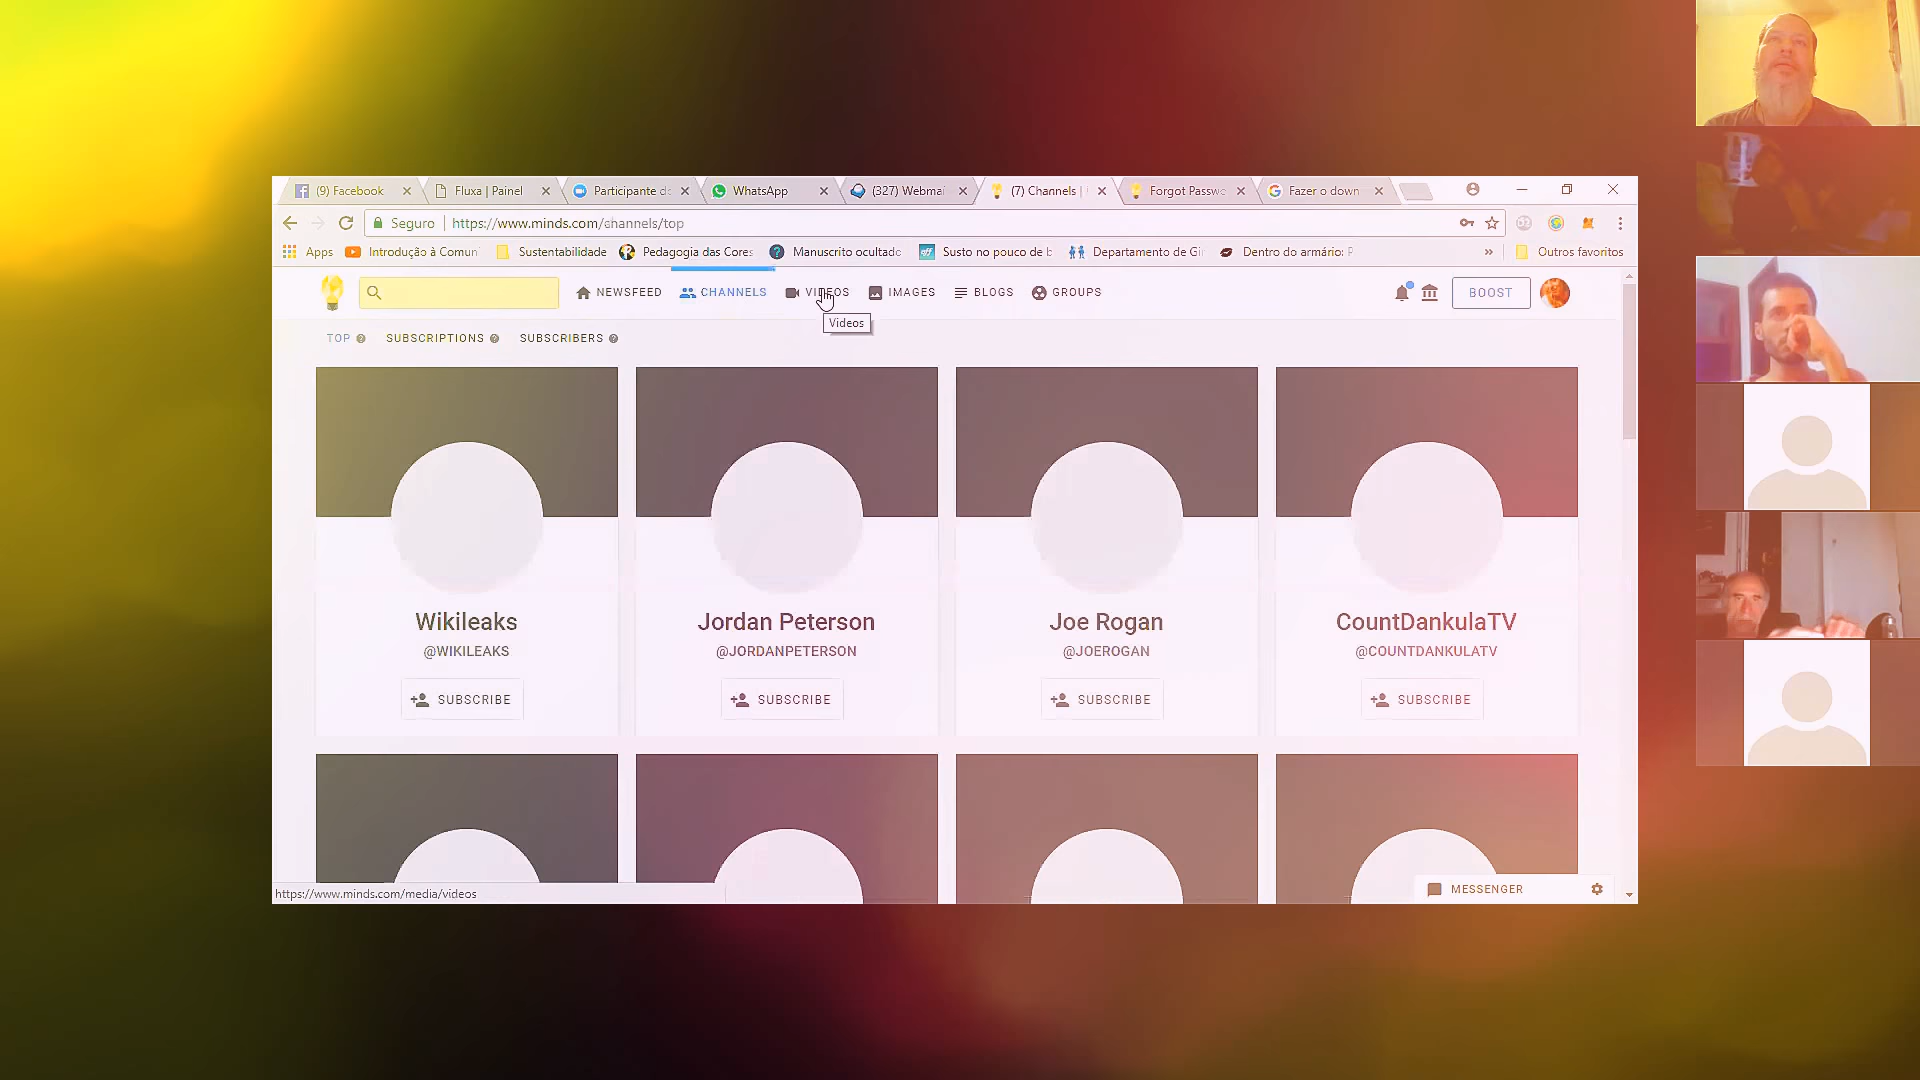 (9) Facebook
Fluxa | Painel
Participante d
WhatsApp
(327) Webmai
(7) Channels |
Forgot Passw
Fazer o down
Seguro
https://www.minds.com/channels/top
Apps
Introdução à Comun
Sustentabilidade
Pedagogia das Cores
Manuscrito ocultado
Susto no pouco de b
Departamento de Gi
Dentro do armário: P
»
Outros favoritos
NEWSFEED
CHANNELS
VIDEOS
IMAGES
BLOGS
GROUPS
BOOST
Videos
TOP
SUBSCRIPTIONS
SUBSCRIBERS
Wikileaks
@WIKILEAKS
SUBSCRIBE
Jordan Peterson
@JORDANPETERSON
SUBSCRIBE
Joe Rogan
@JOEROGAN
SUBSCRIBE
CountDankulaTV
@COUNTDANKULATV
SUBSCRIBE
MESSENGER
https://www.minds.com/media/videos